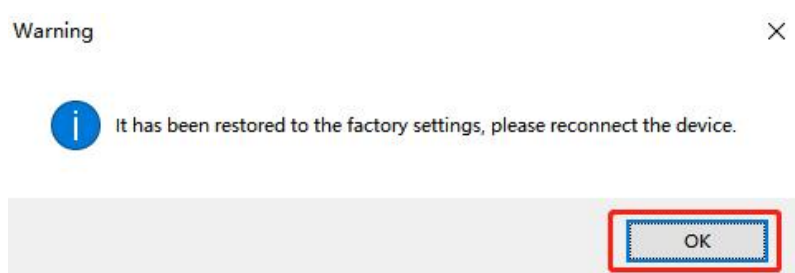 Warning
It has been restored to the factory settings, please reconnect the device.
OK